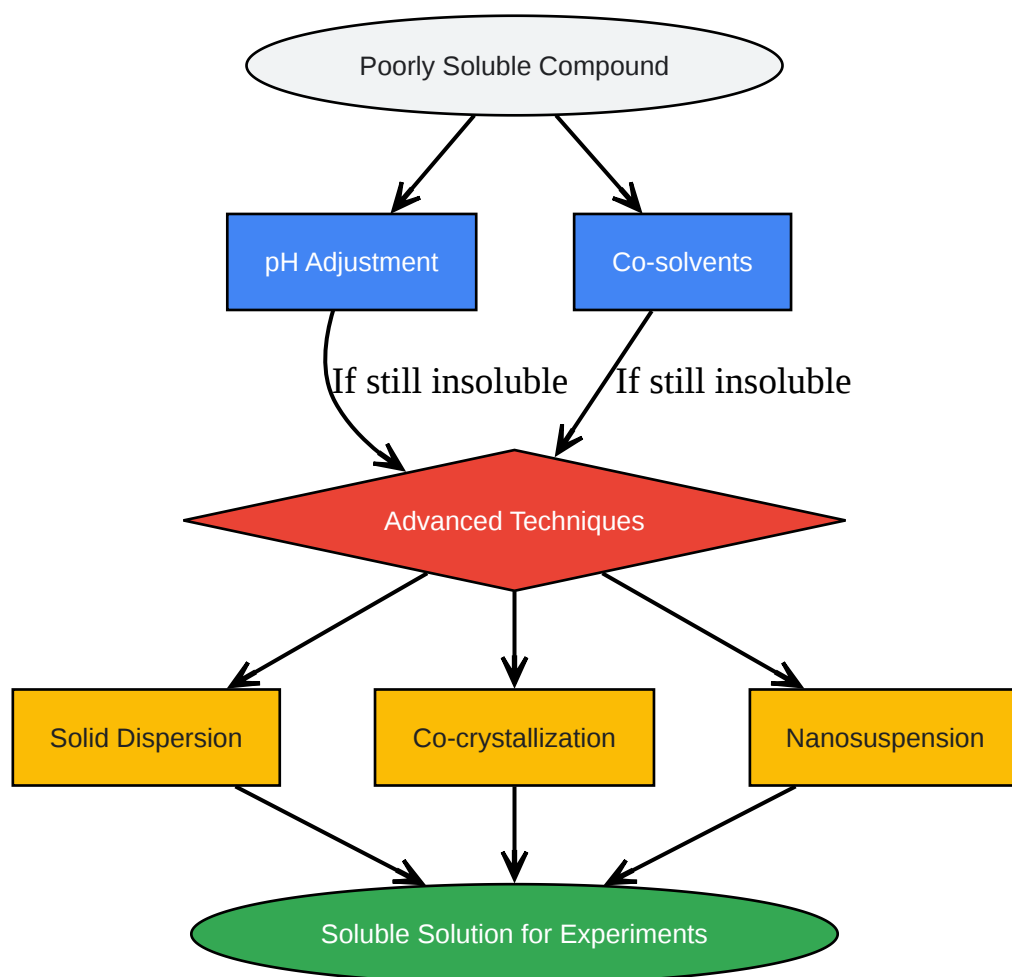 Poorly Soluble Compound
pH Adjustment
Co-solvents
If still insoluble
If still insoluble
Advanced Techniques
Solid Dispersion
Co-crystallization
Nanosuspension
Soluble Solution for Experiments